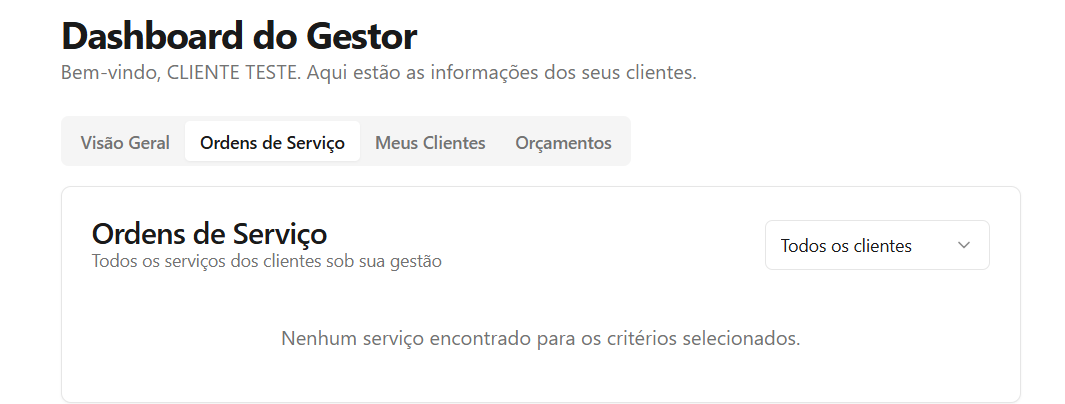 Dashboard do Gestor
Bem-vindo, CLIENTE TESTE. Aqui estão as informações dos seus clientes.
Visão Geral Ordens de Serviço Meus Clientes Orçamentos
Ordens de Serviço
Todos os serviços dos clientes sob sua gestão
Todos os clientes
Nenhum serviço encontrado para os critérios selecionados.